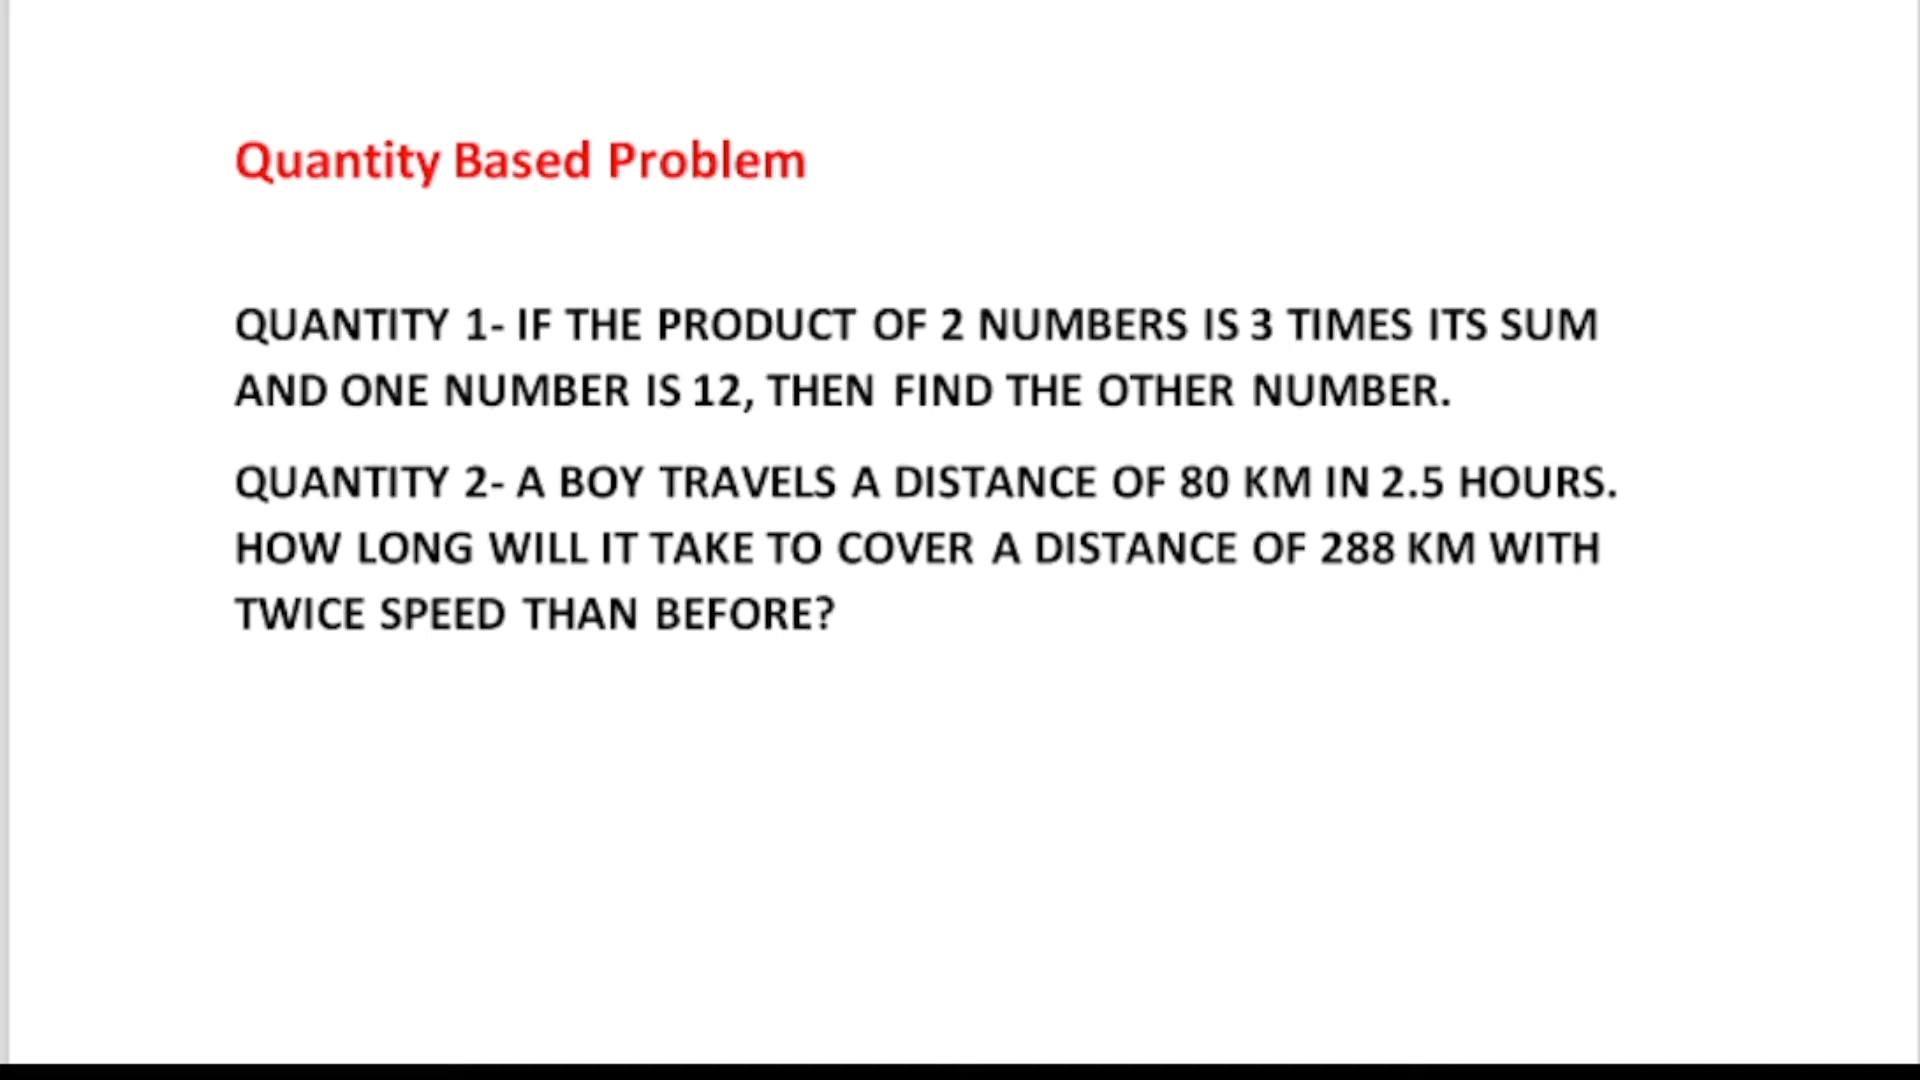 Quantity Based Problem
QUANTITY 1- IF THE PRODUCT OF 2 NUMBERS IS 3 TIMES ITS SUM
AND ONE NUMBER IS 12, THEN FIND THE OTHER NUMBER.
QUANTITY 2- A BOY TRAVELS A DISTANCE OF 80 KM IN 2.5 HOURS.
HOW LONG WILL IT TAKE TO COVER A DISTANCE OF 288 KM WITH
TWICE SPEED THAN BEFORE?